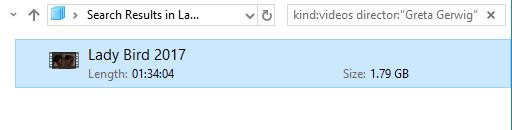 Search Results in La... kind:videos director:"Greta Gerwig"
Lady Bird 2017
Length: 01:34:04 Size: 1.79 GB